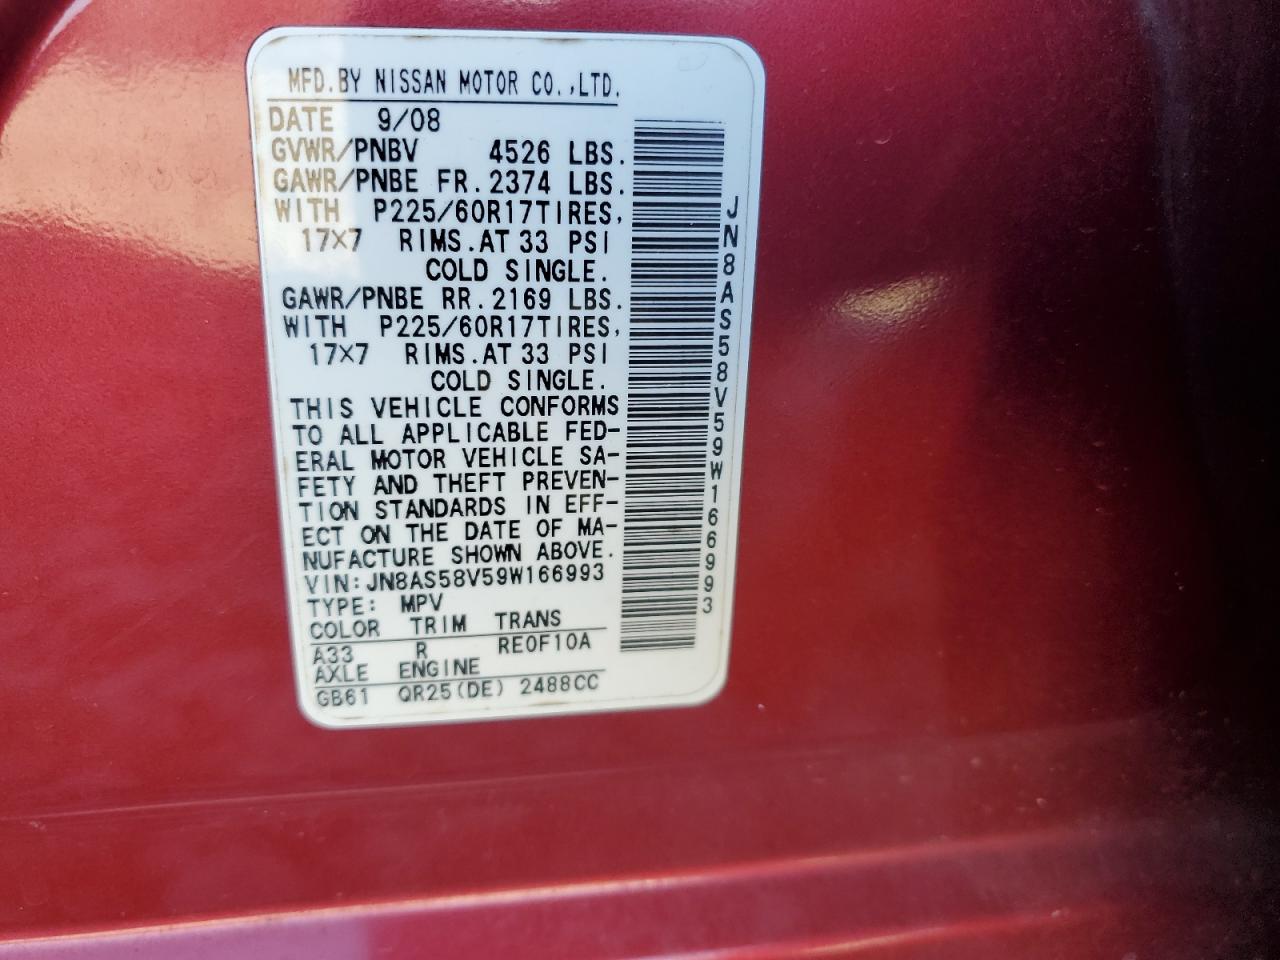 MFD.BY NISSAN MOTOR CO.,LTD.
DATE 9/08
GVWR/PNBV 4526 LBS.
GAWR/PNBE FR. 2374 LBS.
WITH P225/60R17TIRES,
17×7 RIMS.AT 33 PSI
COLD SINGLE.
GAWR/PNBE RR. 2169 LBS.
WITH P225/60R17TIRES,
17×7 RIMS.AT 33 PSI
COLD SINGLE.
THIS VEHICLE CONFORMS
TO ALL APPLICABLE FED-
ERAL MOTOR VEHICLE SA-
FETY AND THEFT PREVEN-
TION STANDARDS IN EFF-
ECT ON THE DATE OF MA-
NUFACTURE SHOWN ABOVE.
VIN:JN8AS58V59W166993
TYPE: MPV
COLOR TRIM TRANS
A33 R RE0F10A
AXLE ENGINE
GB61 QR25(DE) 2488CC
JN8AS58V59W166993